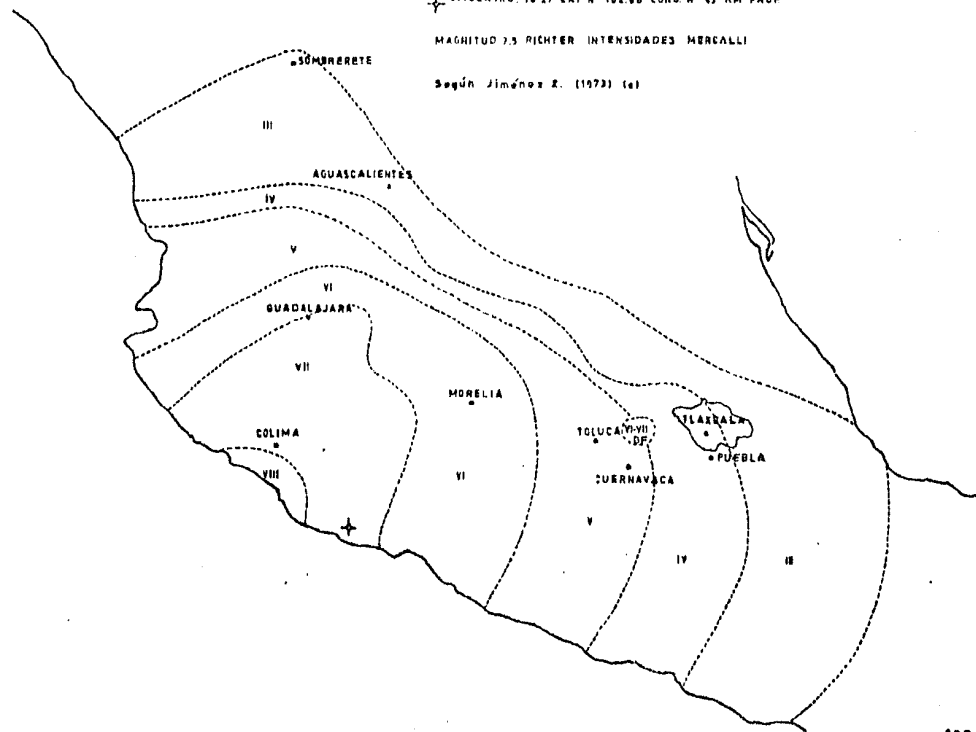 MAGNITUD 7.5 RICHTER INTENSIDADES MERCALLI
Según Jiménez Z. (1973) (a)
SOMBRERETE
III
AGUASCALIENTES
IV
V
VI
GUADALAJARA
VII
MORELIA
TLAXCALA
COLIMA
TOLUCA
VI-VII
D.F.
PUEBLA
VIII
VI
CUERNAVACA
V
IV
III